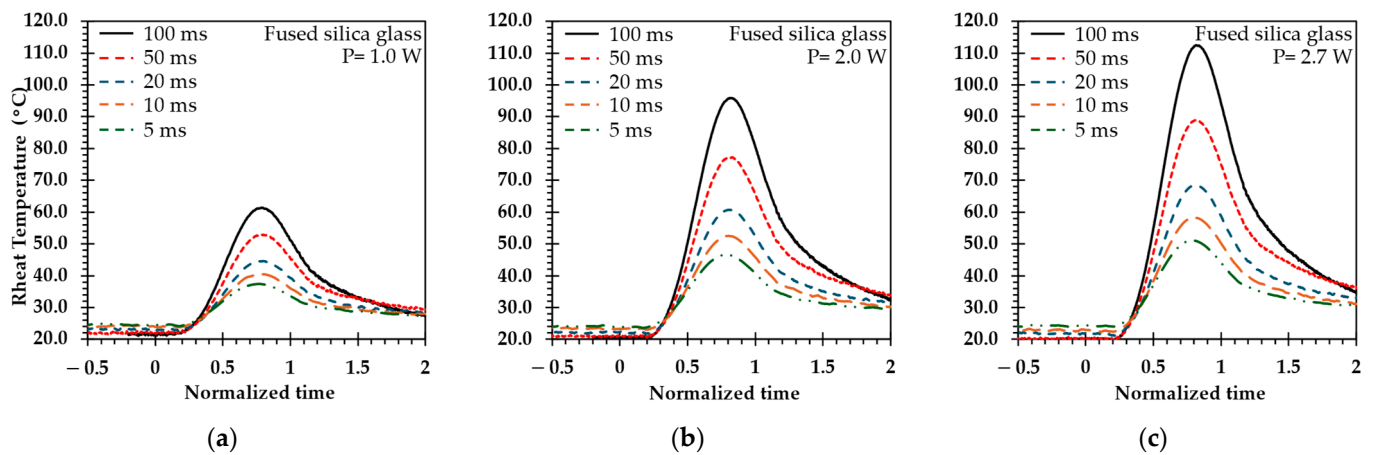 120.0
110.0
100.0
90.0
80.0
70.0
60.0
50.0
40.0
30.0
20.0
Rheat Temperature (°C)
100 ms
50 ms
20 ms
10 ms
5 ms
Fused silica glass
P= 1.0 W
−0.5 0 0.5 1 1.5 2
Normalized time
(a)
120.0
110.0
100.0
90.0
80.0
70.0
60.0
50.0
40.0
30.0
20.0
100 ms
50 ms
20 ms
10 ms
5 ms
Fused silica glass
P= 2.0 W
−0.5 0 0.5 1 1.5 2
Normalized time
(b)
120.0
110.0
100.0
90.0
80.0
70.0
60.0
50.0
40.0
30.0
20.0
100 ms
50 ms
20 ms
10 ms
5 ms
Fused silica glass
P= 2.7 W
−0.5 0 0.5 1 1.5 2
Normalized time
(c)